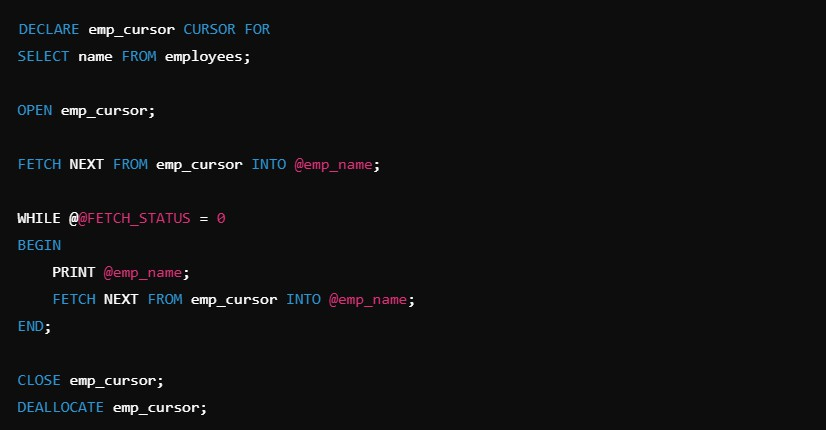 DECLARE emp_cursor CURSOR FOR
SELECT name FROM employees;
OPEN emp_cursor;
FETCH NEXT FROM emp_cursor INTO @emp_name;
WHILE @@FETCH_STATUS = 0
BEGIN
    PRINT @emp_name;
    FETCH NEXT FROM emp_cursor INTO @emp_name;
END;
CLOSE emp_cursor;
DEALLOCATE emp_cursor;